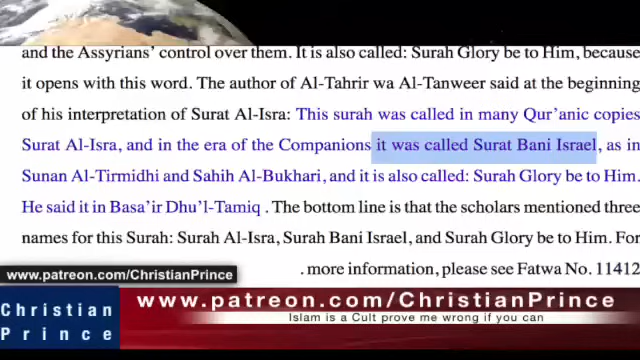 and the Assyrians’ control over them. It is also called: Surah Glory be to Him, because
it opens with this word. The author of Al-Tahrir wa Al-Tanweer said at the beginning
of his interpretation of Surat Al-Isra: This surah was called in many Qur’anic copies
Surat Al-Isra, and in the era of the Companions it was called Surat Bani Israel, as in
Sunan Al-Tirmidhi and Sahih Al-Bukhari, and it is also called: Surah Glory be to Him.
He said it in Basa’ir Dhu’l-Tamiq . The bottom line is that the scholars mentioned three
names for this Surah: Surah Al-Isra, Surah Bani Israel, and Surah Glory be to Him. For
. more information, please see Fatwa No. 11412
www.patreon.com/ChristianPrince
Christian
Prince
www.patreon.com/ChristianPrince
Islam is a Cult prove me wrong if you can